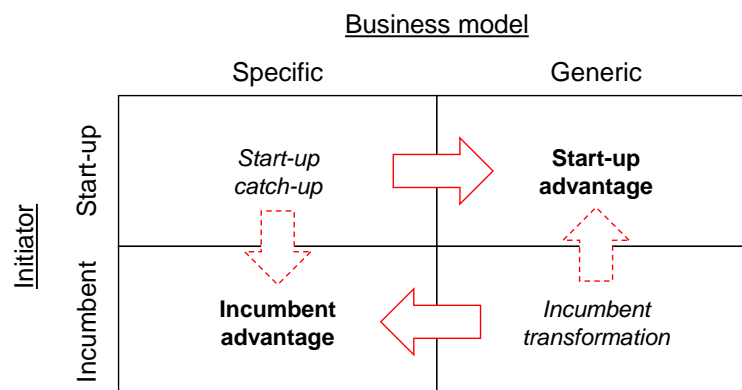 Business model
Specific
Generic
Initiator
Start-up
Start-up
catch-up
Start-up
advantage
Incumbent
Incumbent
advantage
Incumbent
transformation